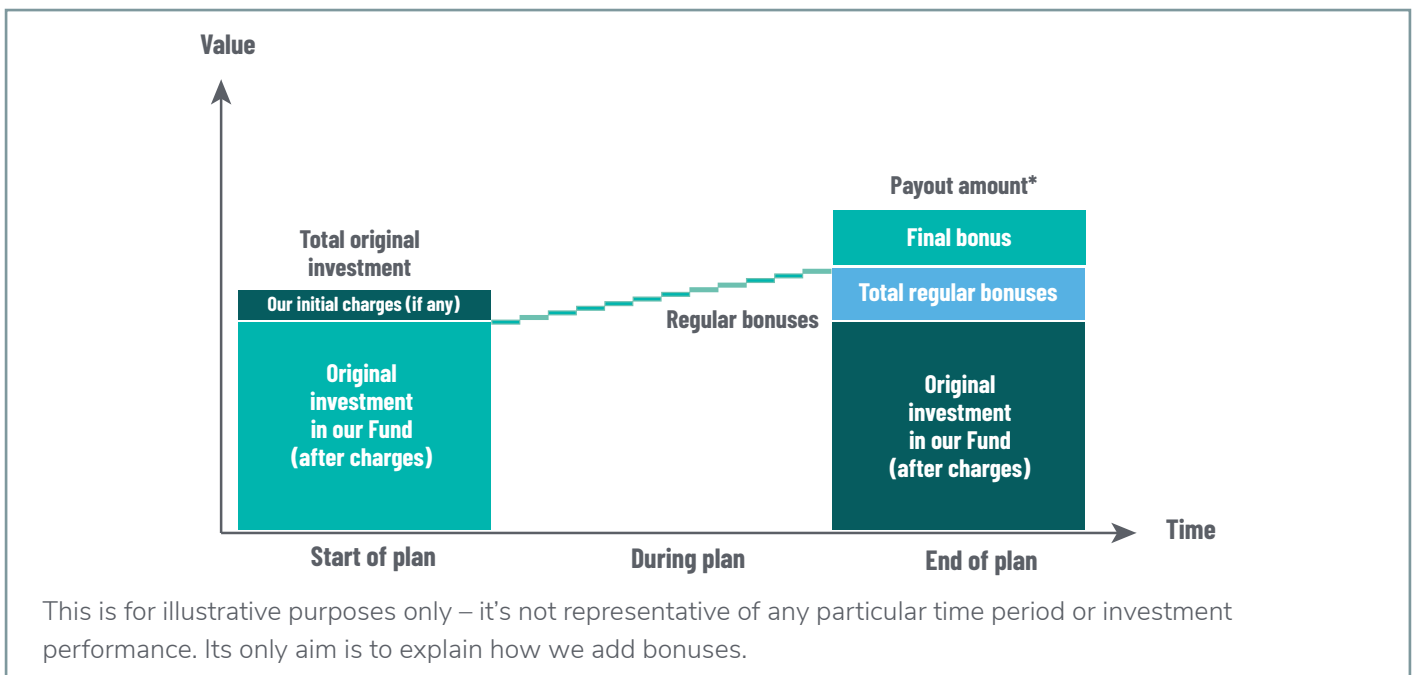 Value
Payout amount*
Final bonus
Total original
investment
Our initial charges (if any)
Total regular bonuses
Regular bonuses
Original
investment
in our Fund
(after charges)
Original
investment
in our Fund
(after charges)
Time
Start of plan
During plan
End of plan
This is for illustrative purposes only – it’s not representative of any particular time period or investment
performance. Its only aim is to explain how we add bonuses.